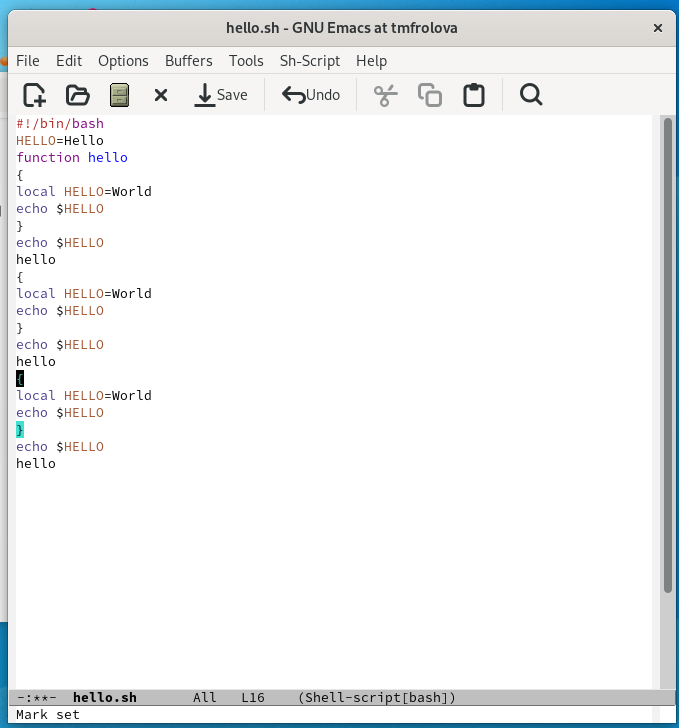 hello.sh - GNU Emacs at tmfrolova
File Edit Options Buffers Tools Sh-Script Help
Save Undo
#!/bin/bash
HELLO=Hello
function hello
{
local HELLO=World
echo $HELLO
}
echo $HELLO
hello
{
local HELLO=World
echo $HELLO
}
echo $HELLO
hello
{
local HELLO=World
echo $HELLO
}
echo $HELLO
hello
-:**- hello.sh All L16 (Shell-script[bash])
Mark set